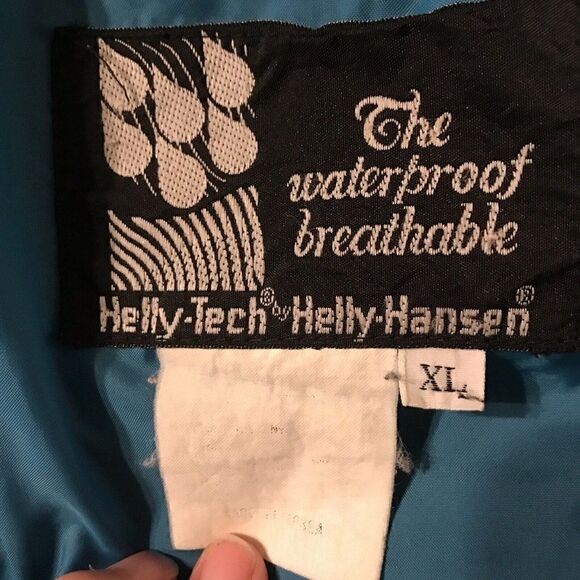 The
waterproof
breathable
Helly-Tech® by Helly-Hansen®
XL